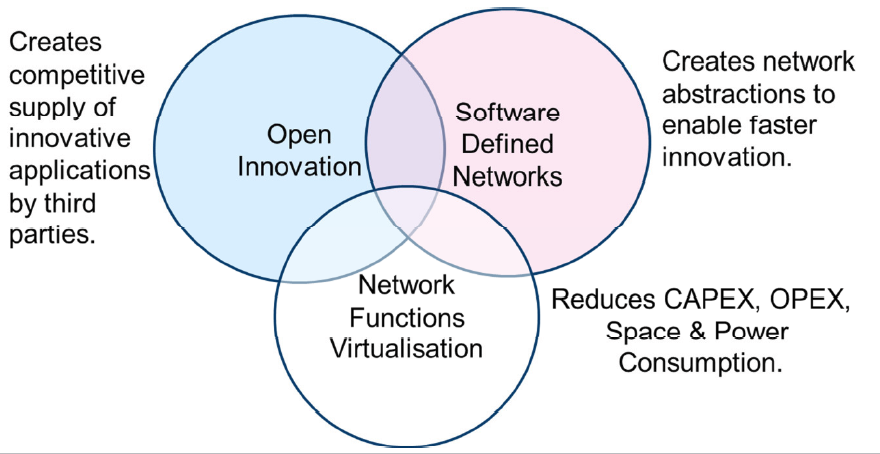 Creates
competitive
supply of
innovative
applications
by third
parties.
Open
Innovation
Software
Defined
Networks
Creates network
abstractions to
enable faster
innovation.
Network
Functions
Virtualisation
Reduces CAPEX, OPEX,
Space & Power
Consumption.